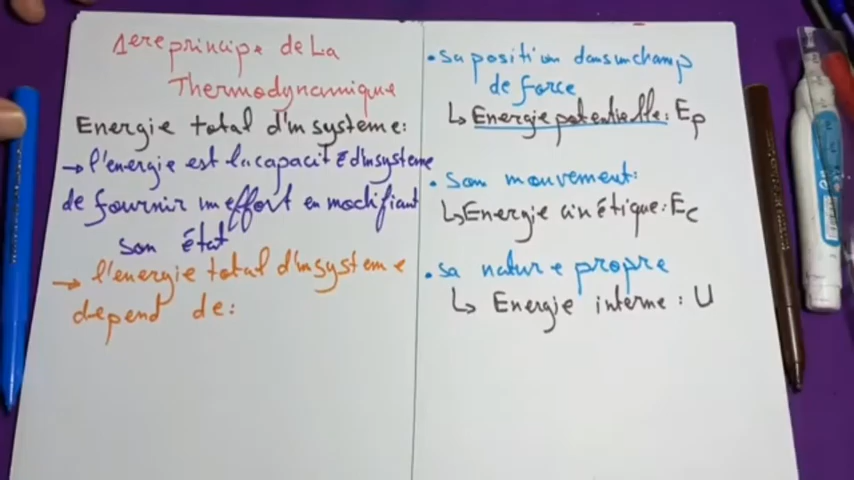 1ere principe de La
Thermodynamique
Energie total d'un systeme:
→ l'energie est la capacité d'un systeme
de fournir un effort en modifiant
son état
→ l'energie total d'un systeme
depend de:
• sa position dans un champ
de force
↳ Energie potentielle: Ep
• son mouvement:
↳ Energie cinétique: Ec
• sa nature propre
↳ Energie interne: U